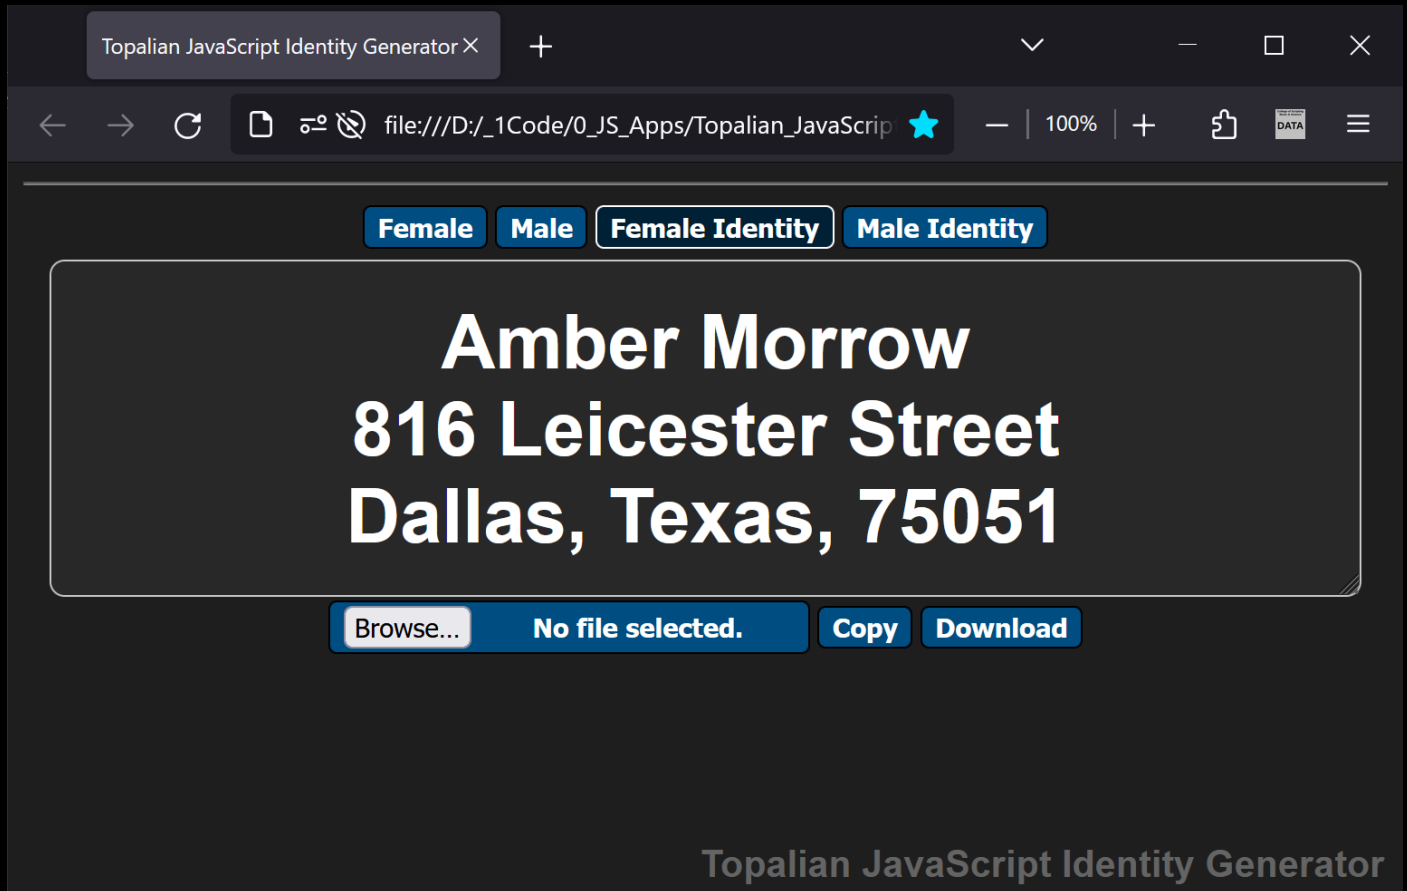 Topalian JavaScript Identity Generator
file:///D:/_1Code/0_JS_Apps/Topalian_JavaScrip
100%
DATA
Female Male Female Identity Male Identity
Amber Morrow
816 Leicester Street
Dallas, Texas, 75051
Browse... No file selected. Copy Download
Topalian JavaScript Identity Generator